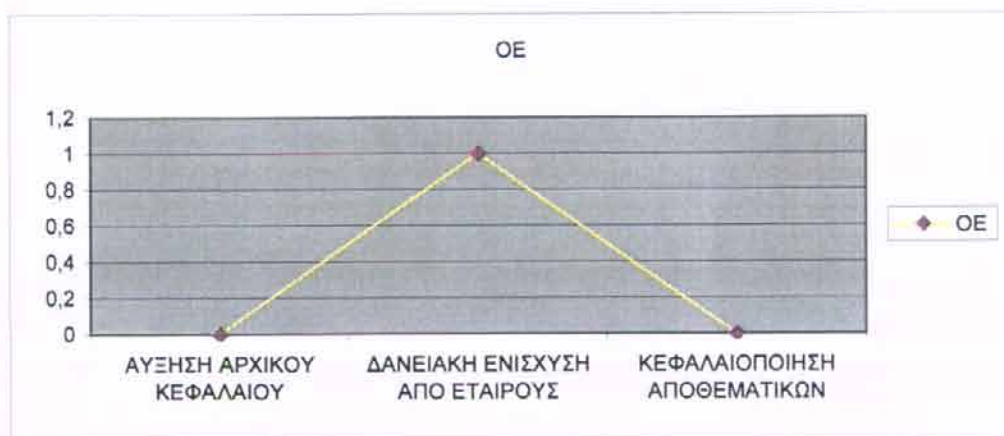 ΟΕ
1,2
1
0,8
0,6
0,4
0,2
0
ΑΥΞΗΣΗ ΑΡΧΙΚΟΥ
ΚΕΦΑΛΑΙΟΥ
ΔΑΝΕΙΑΚΗ ΕΝΙΣΧΥΣΗ
ΑΠΟ ΕΤΑΙΡΟΥΣ
ΚΕΦΑΛΑΙΟΠΟΙΗΣΗ
ΑΠΟΘΕΜΑΤΙΚΩΝ
ΟΕ